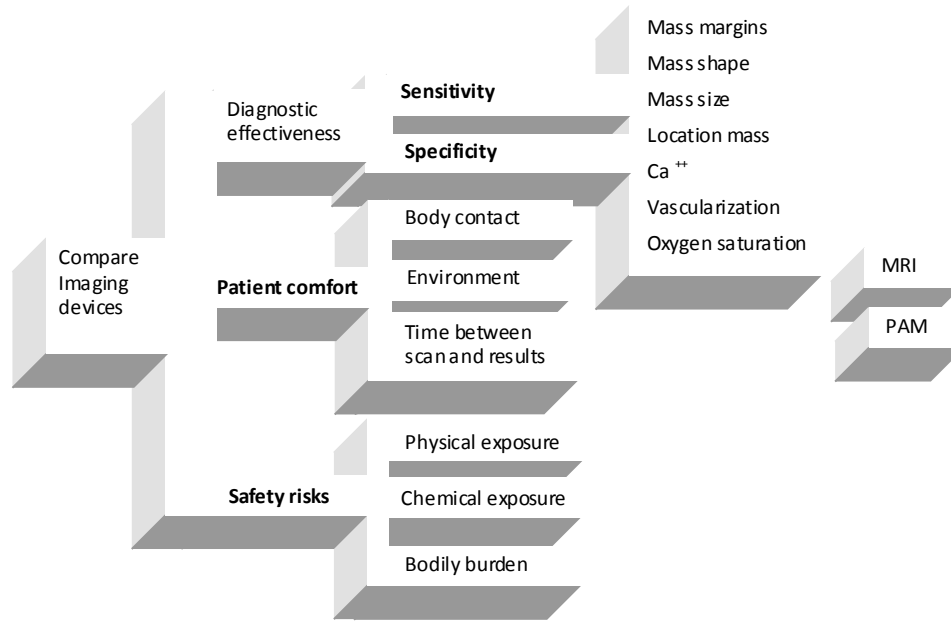 Compare
Imaging
devices
Diagnostic
effectiveness
Patient comfort
Safety risks
Sensitivity
Specificity
Body contact
Environment
Time between
scan and results
Physical exposure
Chemical exposure
Bodily burden
Mass margins
Mass shape
Mass size
Location mass
Ca ++
Vascularization
Oxygen saturation
MRI
PAM